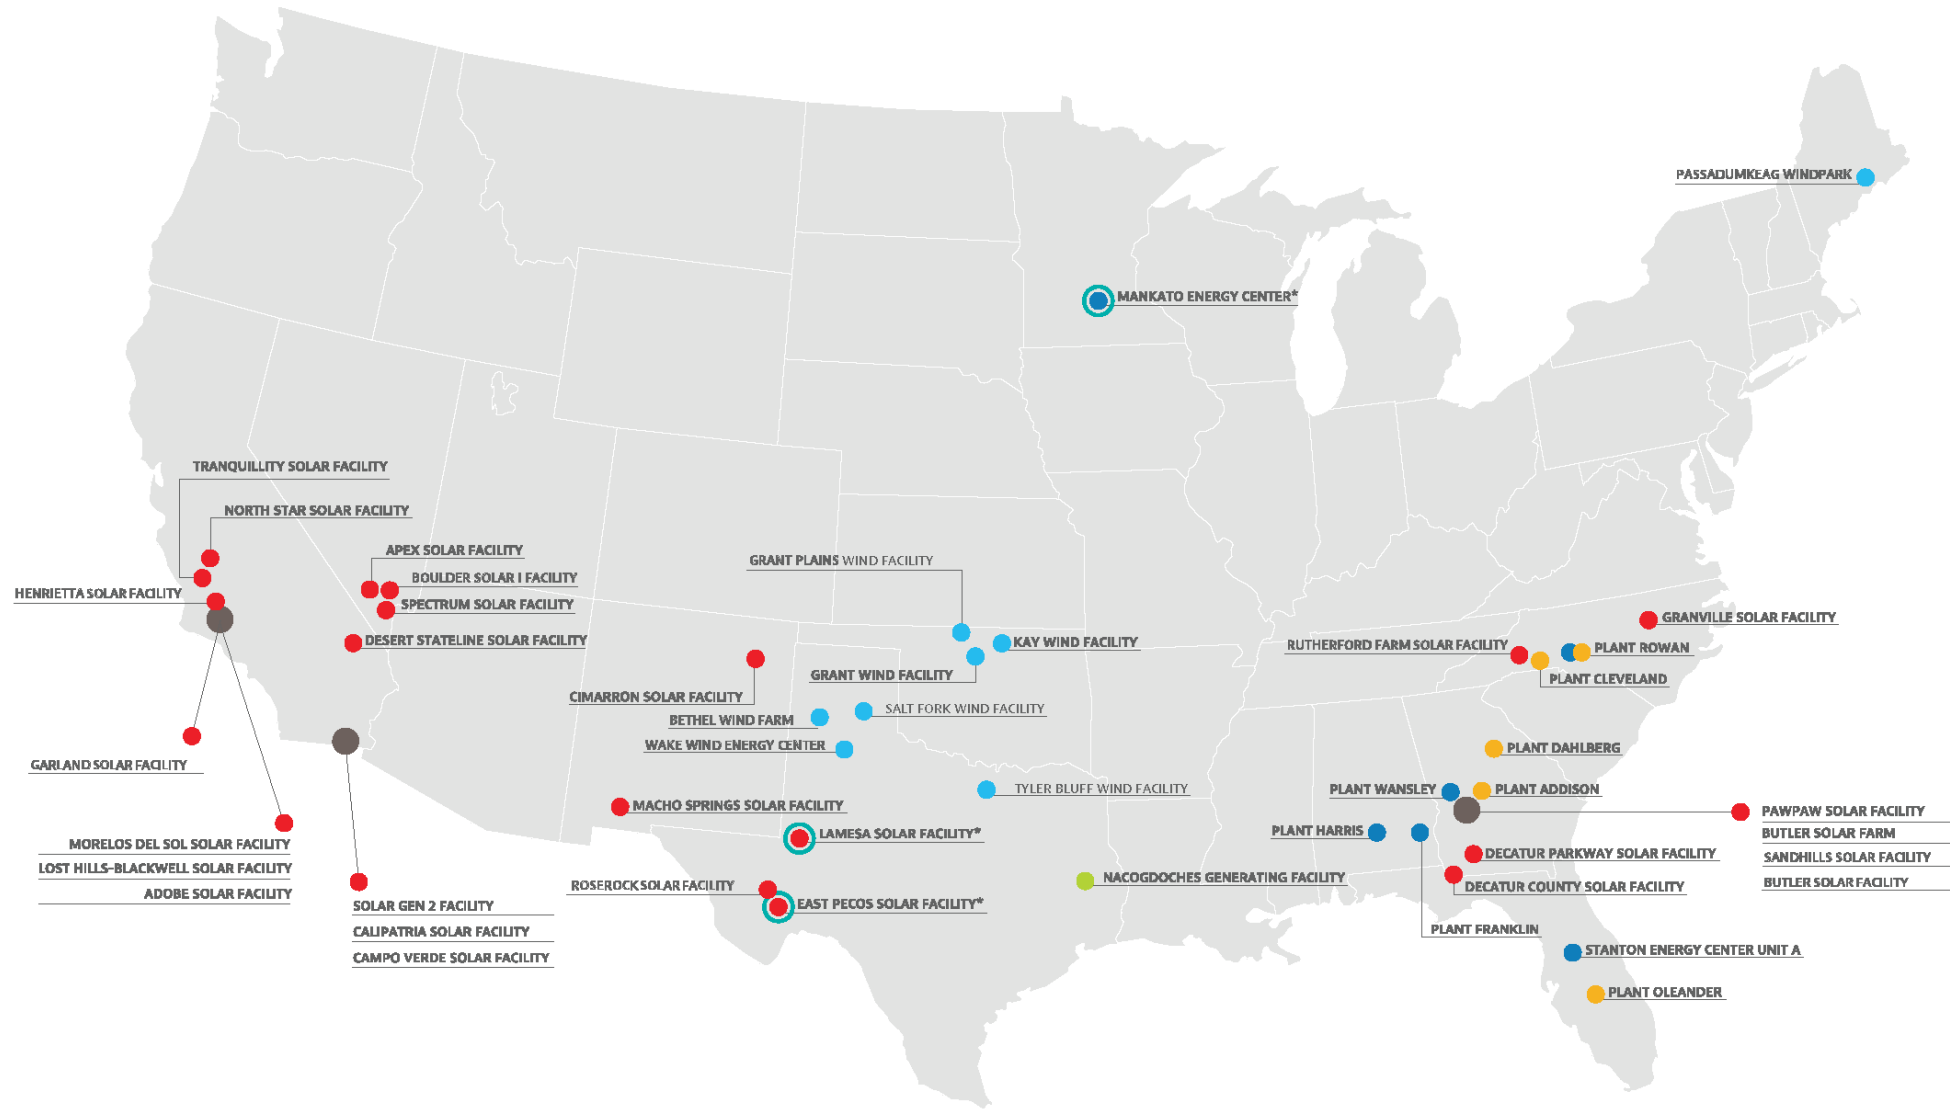 PASSADUMKEAG WINDPARK
MANKATO ENERGY CENTER*
TRANQUILLITY SOLAR FACILITY
NORTH STAR SOLAR FACILITY
APEX SOLAR FACILITY
BOULDER SOLAR I FACILITY
HENRIETTA SOLAR FACILITY
SPECTRUM SOLAR FACILITY
DESERT STATELINE SOLAR FACILITY
GRANT PLAINS WIND FACILITY
KAY WIND FACILITY
GRANT WIND FACILITY
CIMARRON SOLAR FACILITY
BETHEL WIND FARM
SALT FORK WIND FACILITY
WAKE WIND ENERGY CENTER
GRANVILLE SOLAR FACILITY
RUTHERFORD FARM SOLAR FACILITY
PLANT ROWAN
PLANT CLEVELAND
PLANT DAHLBERG
GARLAND SOLAR FACILITY
TYLER BLUFF WIND FACILITY
PLANT WANSLEY
PLANT ADDISON
MACHO SPRINGS SOLAR FACILITY
LAMESA SOLAR FACILITY*
PLANT HARRIS
PAWPAW SOLAR FACILITY
BUTLER SOLAR FARM
SANDHILLS SOLAR FACILITY
BUTLER SOLAR FACILITY
MORELOS DEL SOL SOLAR FACILITY
LOST HILLS-BLACKWELL SOLAR FACILITY
ADOBE SOLAR FACILITY
DECATUR PARKWAY SOLAR FACILITY
DECATUR COUNTY SOLAR FACILITY
NACOGDOCHES GENERATING FACILITY
ROSEROCK SOLAR FACILITY
EAST PECOS SOLAR FACILITY*
SOLAR GEN 2 FACILITY
CALIPATRIA SOLAR FACILITY
CAMPO VERDE SOLAR FACILITY
PLANT FRANKLIN
STANTON ENERGY CENTER UNIT A
PLANT OLEANDER